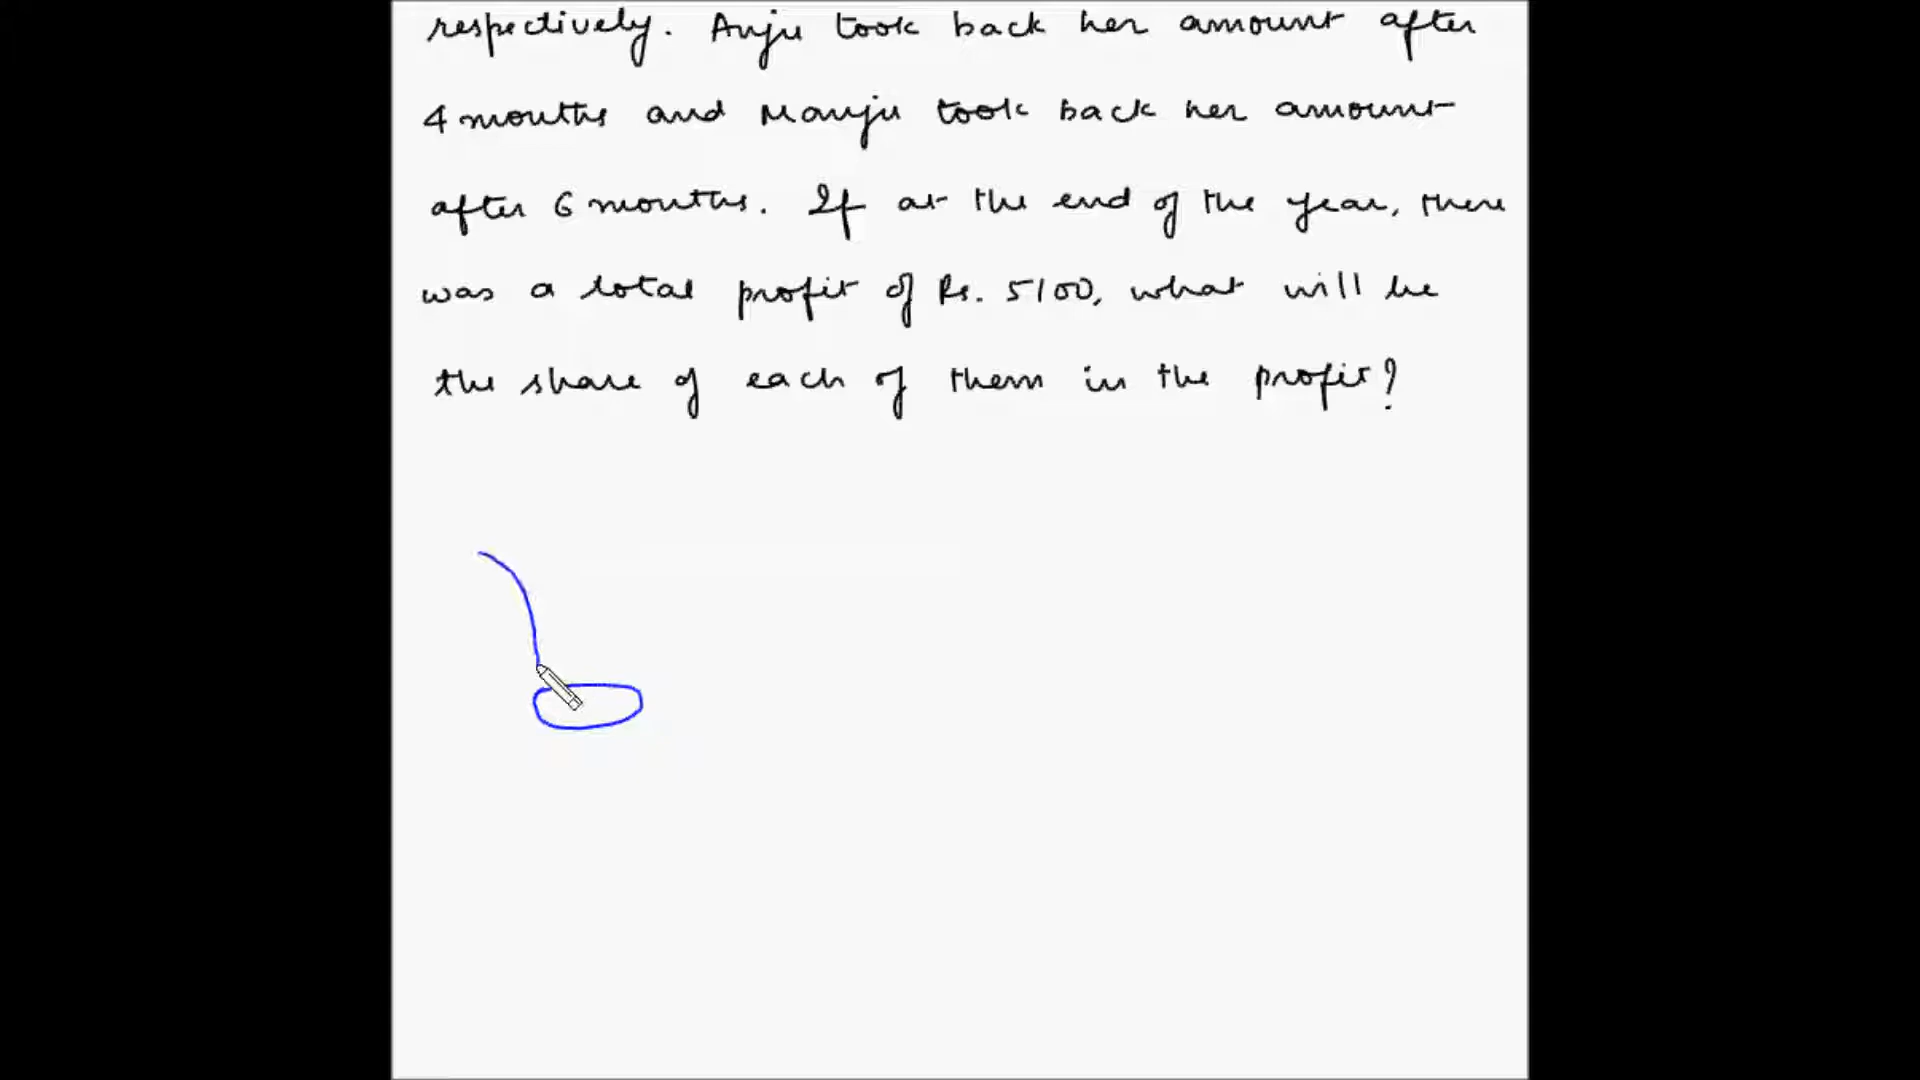 respectively. Anju took back her amount after
4 months and Manju took back her amount
after 6 months. If at the end of the year, there
was a total profit of Rs. 5100, what will be
the share of each of them in the profit?